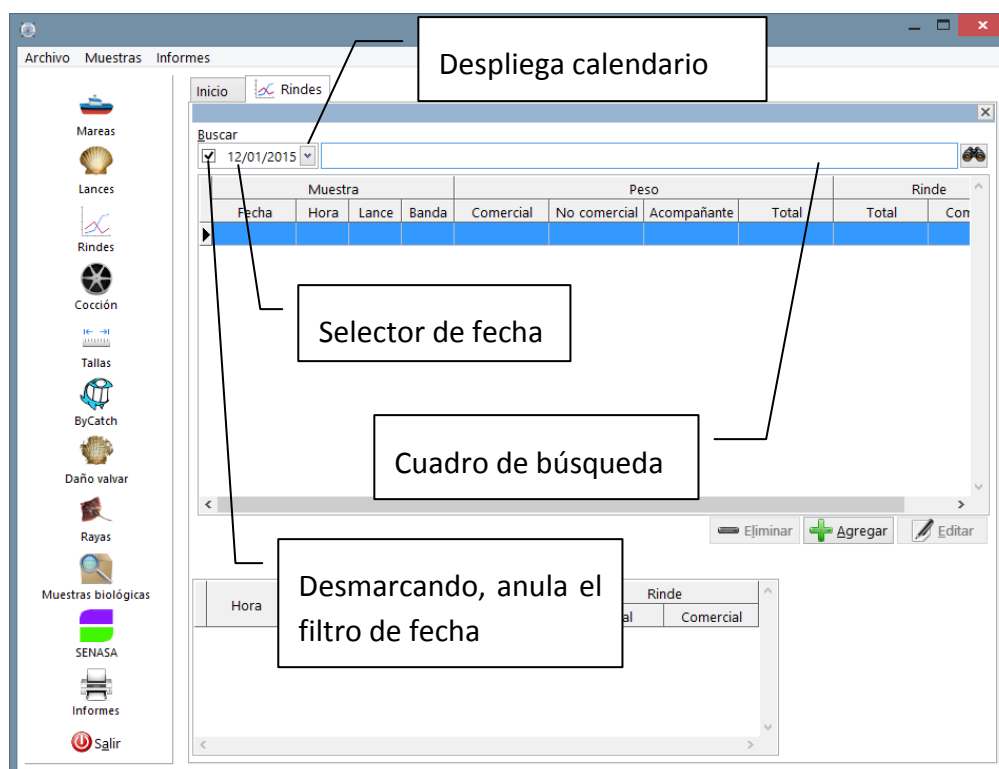 Archivo Muestras Informes
Despliega calendario
Inicio Rindes
Buscar
12/01/2015
Muestra Peso Rinde
Fecha Hora Lance Banda Comercial No comercial Acompañante Total Total Com
Selector de fecha
Cuadro de búsqueda
Eliminar Agregar Editar
Desmarcando, anula el
filtro de fecha
Rinde
Hora al Comercial
Mareas
Lances
Rindes
Cocción
Tallas
ByCatch
Daño valvar
Rayas
Muestras biológicas
SENASA
Informes
Salir